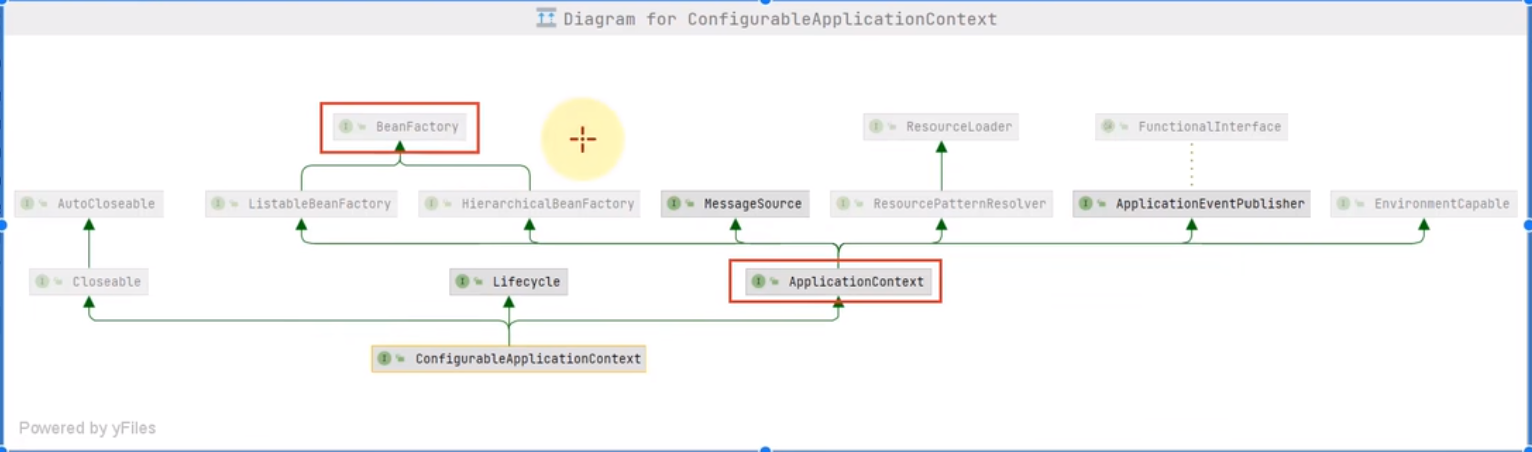 Diagram for ConfigurableApplicationContext
BeanFactory
ResourceLoader
FunctionalInterface
AutoCloseable
ListableBeanFactory
HierarchicalBeanFactory
MessageSource
ResourcePatternResolver
ApplicationEventPublisher
EnvironmentCapable
Closeable
Lifecycle
ApplicationContext
ConfigurableApplicationContext
Powered by yFiles